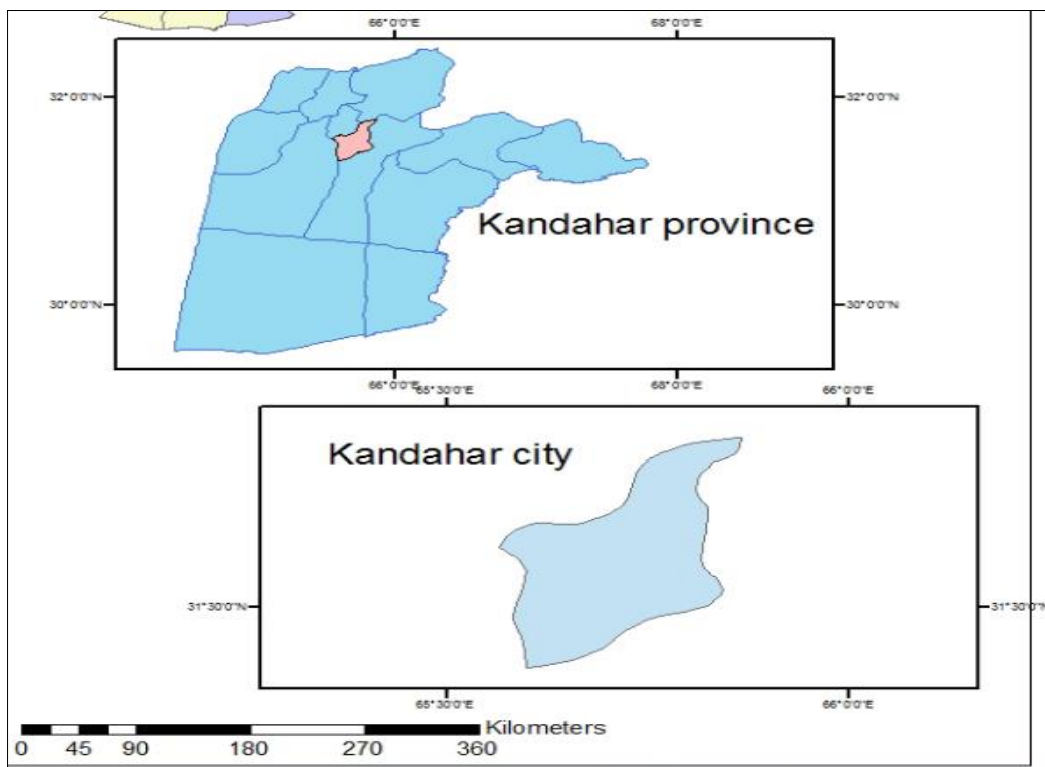 66°0'0"E 68°0'0"E
32°0'0"N 32°0'0"N
Kandahar province
30°0'0"N 30°0'0"N
66°0'0"E 68°0'0"E
65°30'0"E 66°0'0"E
Kandahar city
31°30'0"N 31°30'0"N
65°30'0"E 66°0'0"E
Kilometers
0 45 90 180 270 360